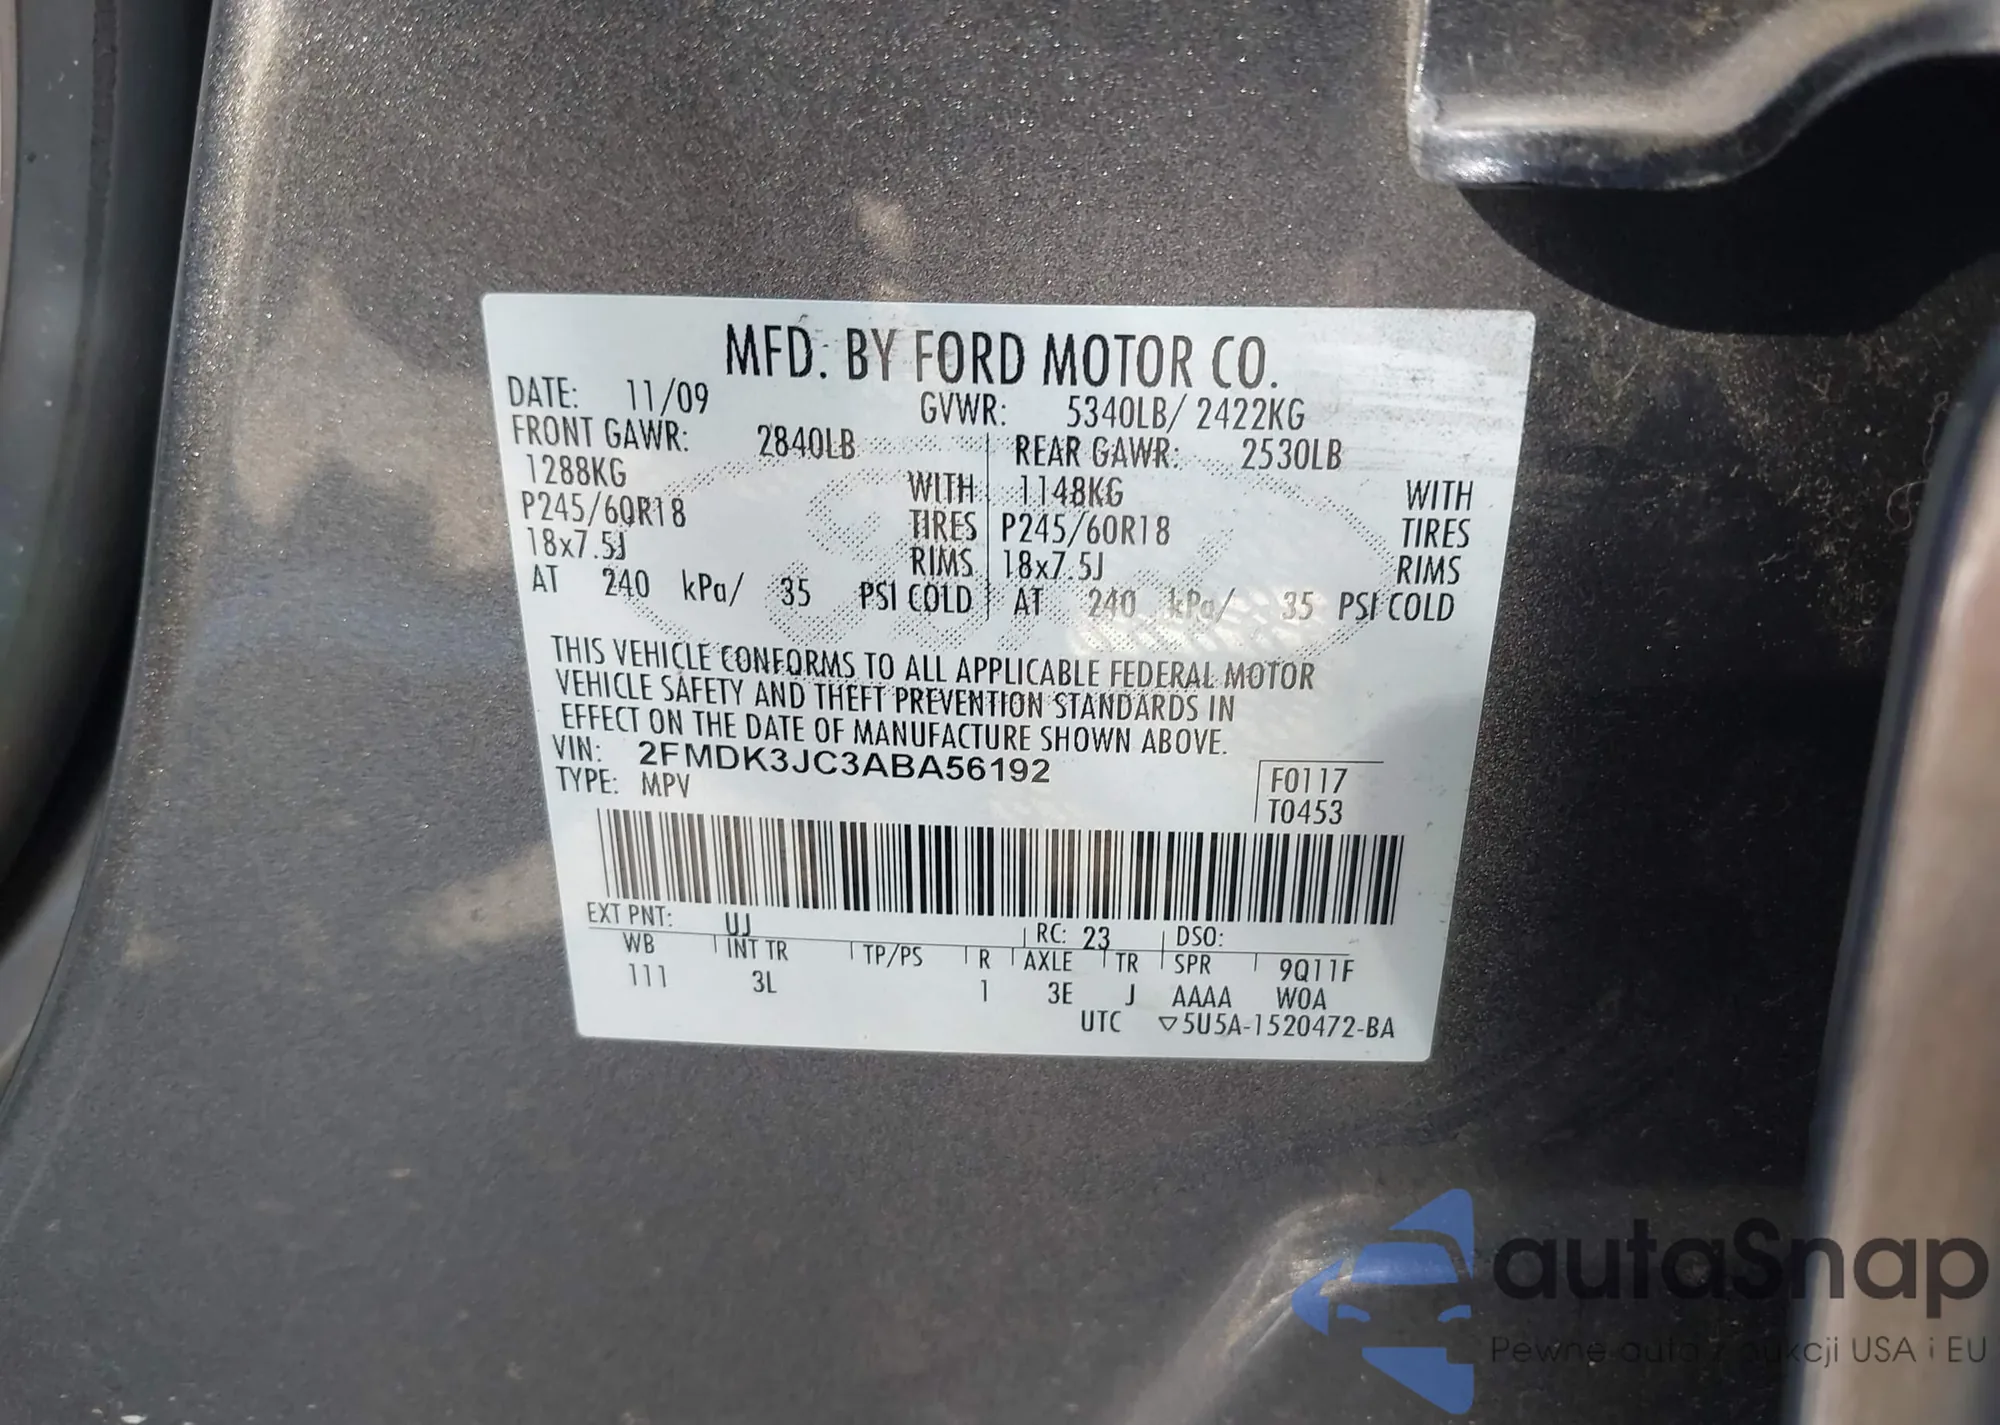 MFD. BY FORD MOTOR CO.
DATE: 11/09 GVWR: 5340LB/ 2422KG
FRONT GAWR: 2840LB REAR GAWR: 2530LB
1288KG WITH 1148KG WITH
P245/60R18 TIRES P245/60R18 TIRES
18x7.5J RIMS 18x7.5J RIMS
AT 240 kPa/ 35 PSI COLD AT 240 kPa/ 35 PSI COLD
THIS VEHICLE CONFORMS TO ALL APPLICABLE FEDERAL MOTOR
VEHICLE SAFETY AND THEFT PREVENTION STANDARDS IN
EFFECT ON THE DATE OF MANUFACTURE SHOWN ABOVE.
VIN: 2FMDK3JC3ABA56192
TYPE: MPV F0117
T0453
EXT PNT: UJ RC: 23 DSO:
WB INT TR TP/PS R AXLE TR SPR 9Q11F
111 3L 1 3E J AAAA WOA
UTC ▽5U5A-1520472-BA
autaSnap
Pewne auta z aukcji USA i EU